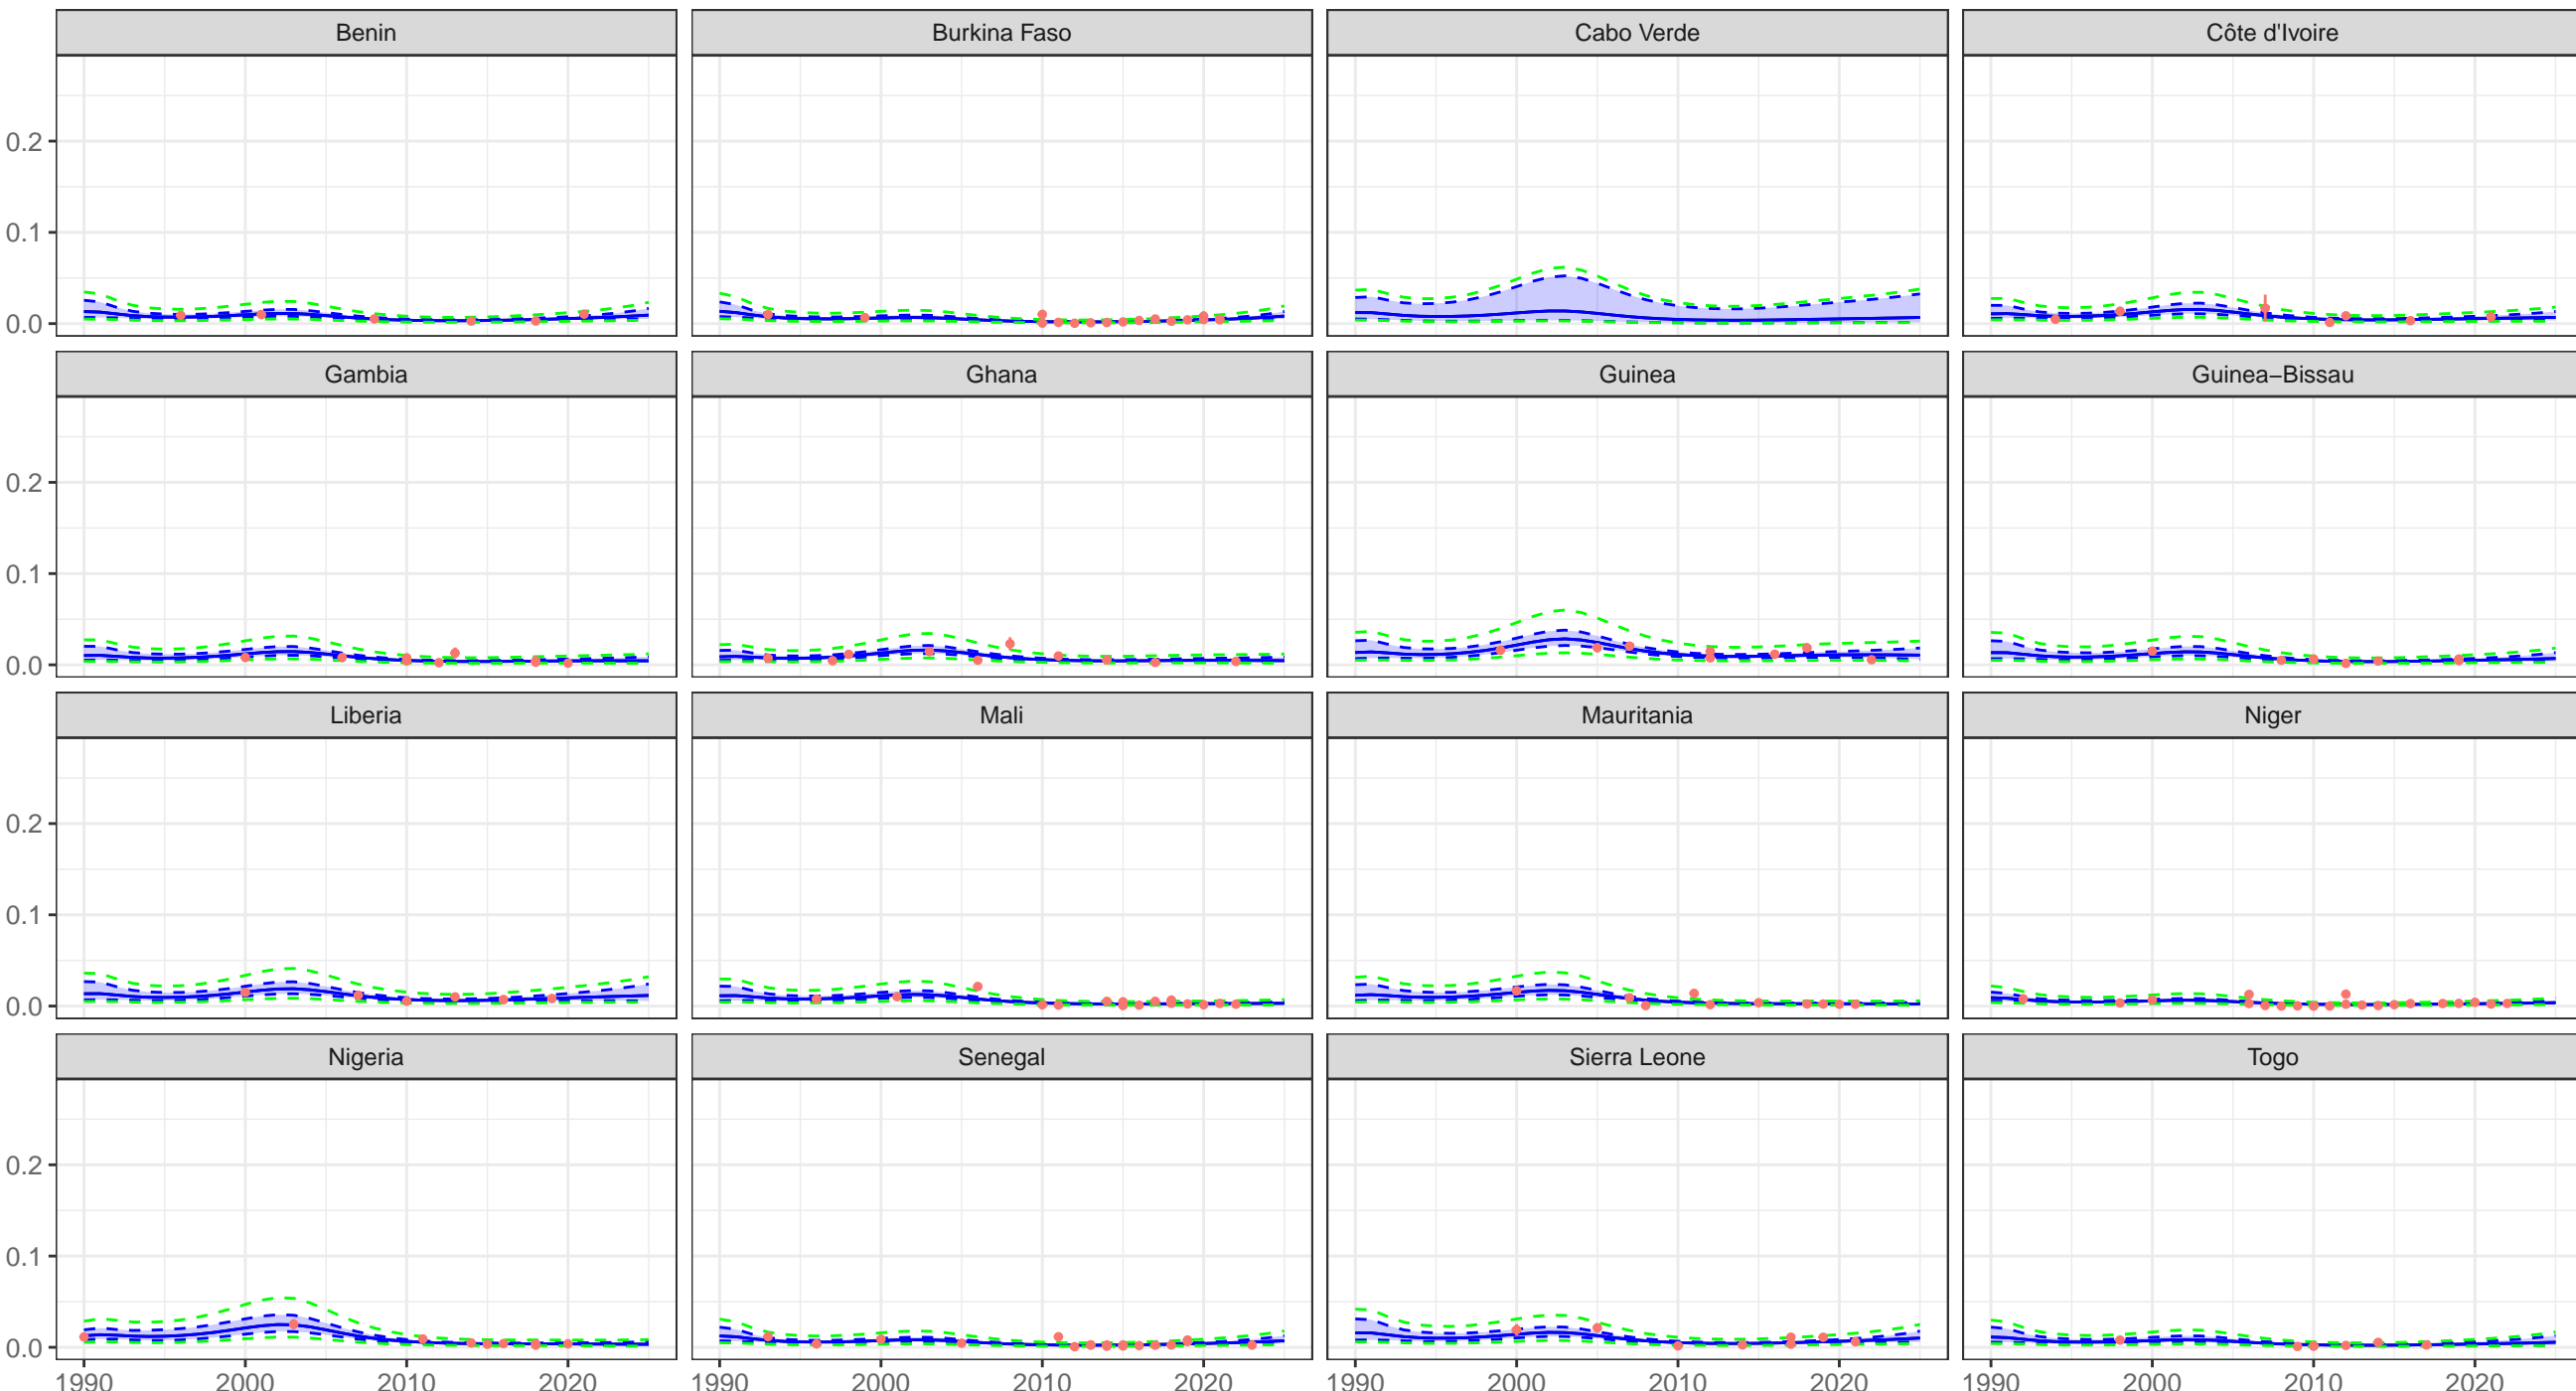 Benin Burkina Faso Cabo Verde Côte d'Ivoire
0.2
0.1
0.0
Gambia Ghana Guinea Guinea−Bissau
0.2
0.1
0.0
Liberia Mali Mauritania Niger
0.2
0.1
0.0
Nigeria Senegal Sierra Leone Togo
0.2
0.1
0.0
1990 2000 2010 2020 1990 2000 2010 2020 1990 2000 2010 2020 1990 2000 2010 2020